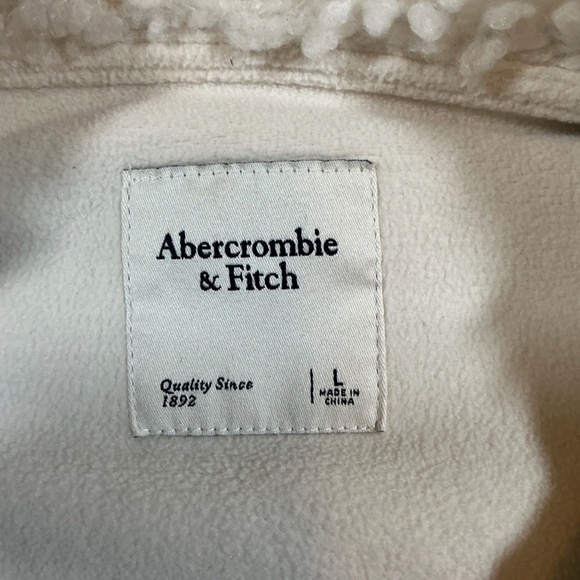 Abercrombie
& Fitch
Quality Since
1892
L
MADE IN
CHINA